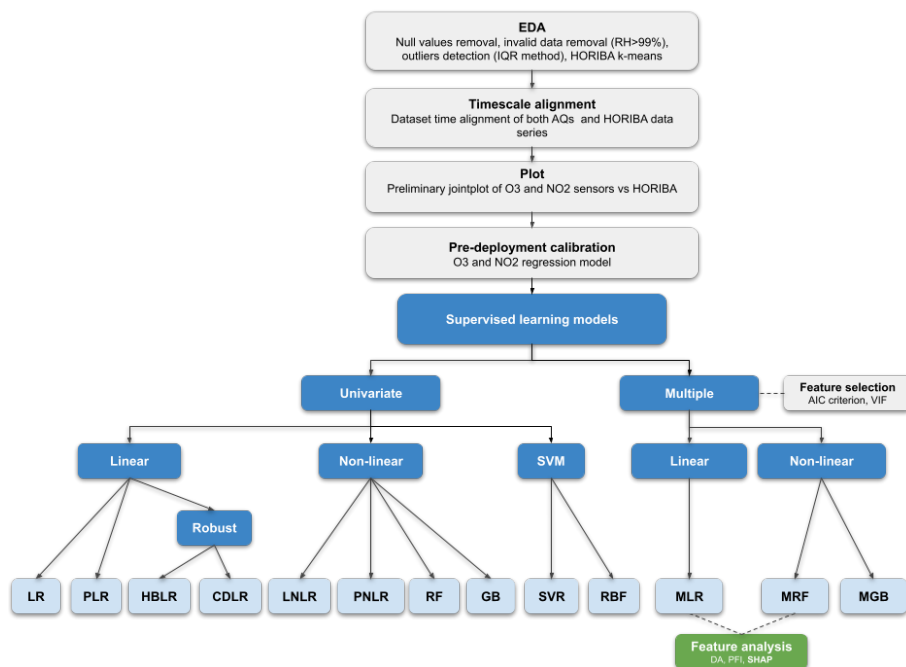 EDA
Null values removal, invalid data removal (RH>99%),
outliers detection (IQR method), HORIBA k-means
Timescale alignment
Dataset time alignment of both AQs and HORIBA data
series
Plot
Preliminary jointplot of O3 and NO2 sensors vs HORIBA
Pre-deployment calibration
O3 and NO2 regression model
Supervised learning models
Univariate
Multiple
Feature selection
AIC criterion, VIF
Linear
Non-linear
SVM
Linear
Non-linear
Robust
LR
PLR
HBLR
CDLR
LNLR
PNLR
RF
GB
SVR
RBF
MLR
MRF
MGB
Feature analysis
DA, PFI, SHAP